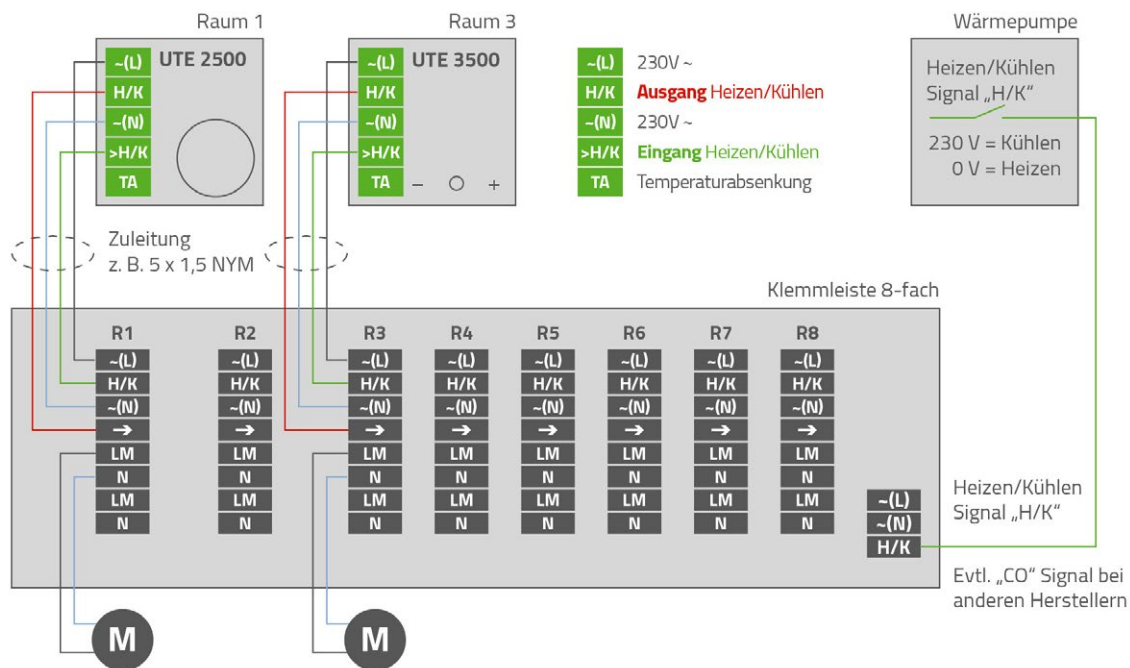 Raum 1
Raum 3
Wärmepumpe
UTE 2500
~(L)
H/K
~(N)
>H/K
TA
UTE 3500
~(L)
H/K
~(N)
>H/K
TA
− +
~(L) 230V ~
H/K Ausgang Heizen/Kühlen
~(N) 230V ~
>H/K Eingang Heizen/Kühlen
TA Temperaturabsenkung
Heizen/Kühlen
Signal „H/K“
230 V = Kühlen
0 V = Heizen
Zuleitung
z. B. 5 x 1,5 NYM
Klemmleiste 8-fach
R1 R2 R3 R4 R5 R6 R7 R8
~(L) ~(L) ~(L) ~(L) ~(L) ~(L) ~(L) ~(L)
H/K H/K H/K H/K H/K H/K H/K H/K
~(N) ~(N) ~(N) ~(N) ~(N) ~(N) ~(N) ~(N)
→ → → → → → → →
LM LM LM LM LM LM LM LM
N N N N N N N N
LM LM LM LM LM LM LM LM
N N N N N N N N
~(L)
~(N)
H/K
Heizen/Kühlen
Signal „H/K“
Evtl. „CO“ Signal bei
anderen Herstellern
M M